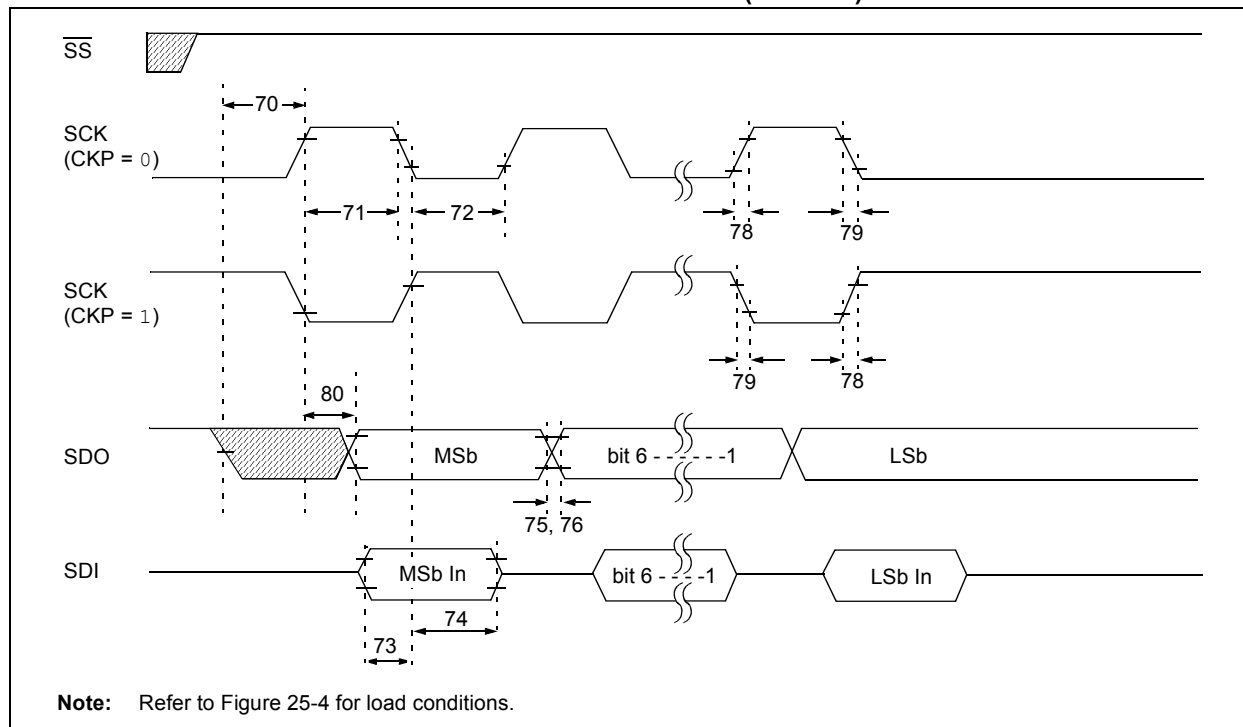 SS
70
SCK
(CKP = 0)
71
72
78
79
SCK
(CKP = 1)
79
78
80
SDO
MSb
bit 6 - - - - - -1
LSb
75, 76
SDI
MSb In
bit 6 - - - -1
LSb In
74
73
Note: Refer to Figure 25-4 for load conditions.